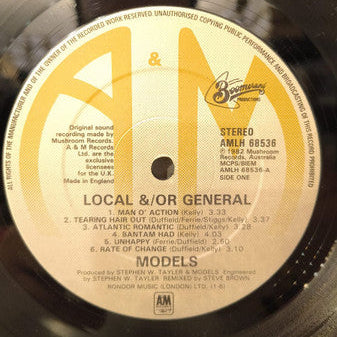 ALL RIGHTS OF THE MANUFACTURER AND OF THE OWNER OF THE RECORDED WORK RESERVED. UNAUTHORISED COPYING, PUBLIC PERFORMANCE AND BROADCASTING OF THIS RECORD PROHIBITED
A&M
Boomerang
PRODUCTIONS
Original sound
recording made by
Mushroom Records.
A. & M Records
Ltd. are the
exclusive
licensees
for the U.K.
Made in England
STEREO
AMLH 68536
℗ 1982 Mushroom
Records, Australia
MCPS/BIEM
AMLH 68536-A
SIDE ONE
LOCAL &/OR GENERAL
1. MAN O' ACTION (Kelly) 3.33
2. TEARING HAIR OUT (Duffield/Ferrie/Stiggs/Kelly) 3.37
3. ATLANTIC ROMANTIC (Duffield/Kelly) 2.28
4. BANTAM HAD (Kelly) 4.03
5. UNHAPPY (Duffield/Ferrie) 2.50
6. RATE OF CHANGE (Duffield/Kelly) 3.10
MODELS
Produced by STEPHEN W. TAYLER & MODELS. Engineered
by STEPHEN W. TAYLER REMIXED by STEVE BROWN
RONDOR MUSIC (LONDON) LTD. (1-6)
A&M